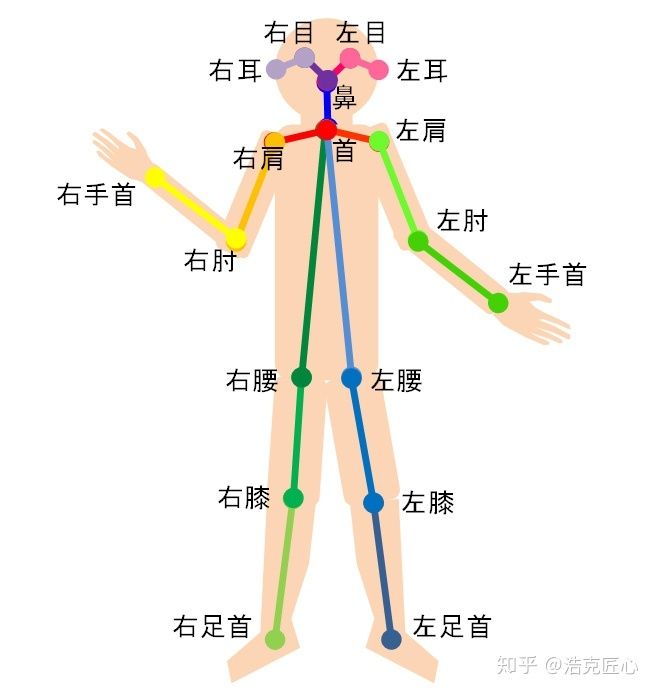 右目 左目
右耳 左耳
鼻
右肩 首 左肩
右手首 左肘
右肘 左手首
右腰 左腰
右膝 左膝
右足首 左足首
知乎 @浩克匠心